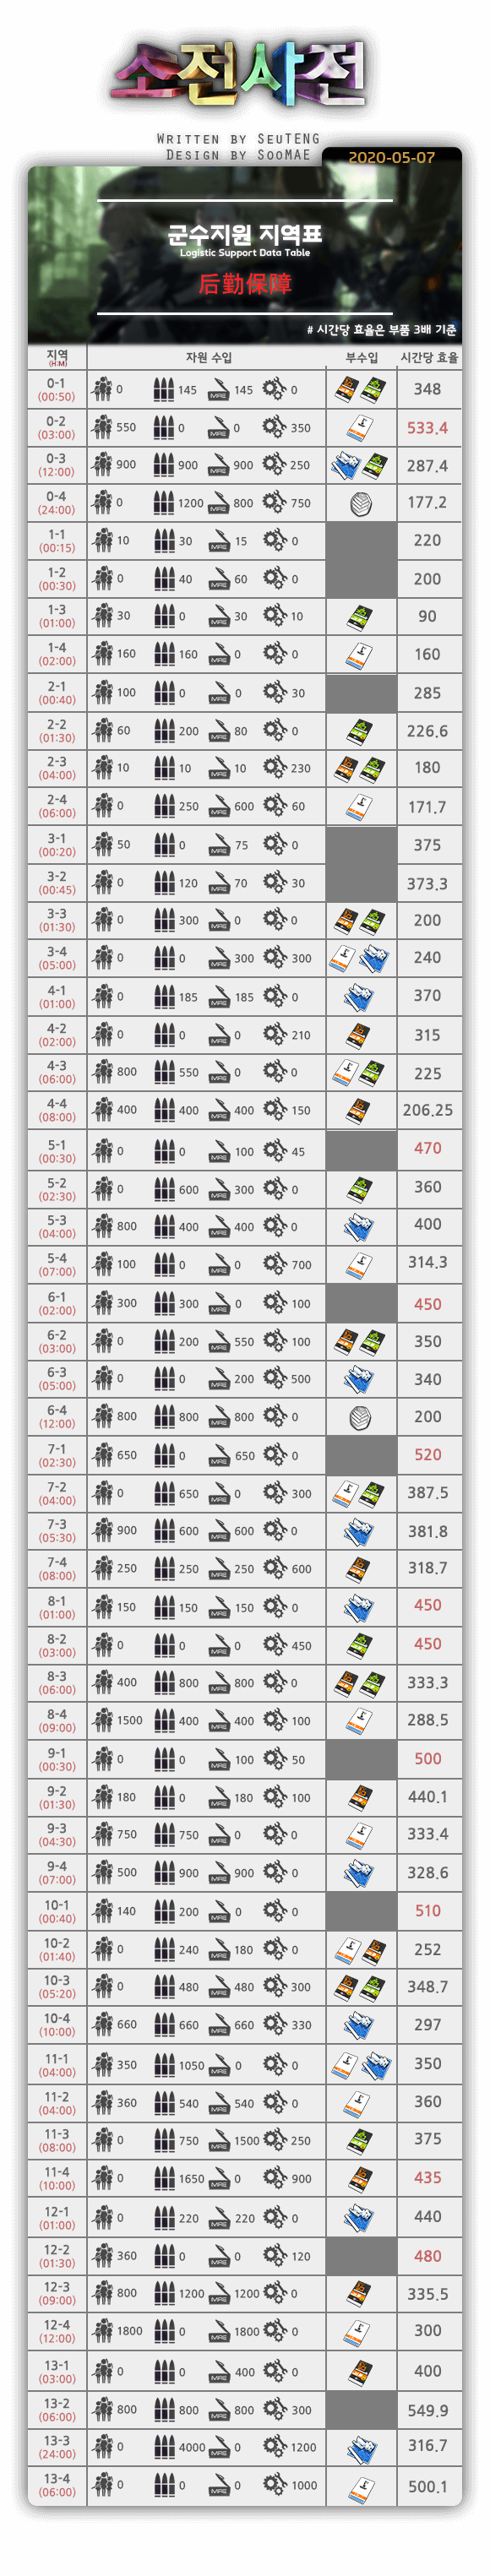 소전사전
WRITTEN BY SEUTENG
DESIGN BY SOOMAE
2020-05-07
군수지원 지역표
Logistic Support Data Table
后勤保障
# 시간당 효율은 부품 3배 기준
지역 자원 수입 부수입 시간당 효율
(H:M)
0-1 (00:50) 0 145 145 0 348
0-2 (03:00) 550 0 0 350 533.4
0-3 (12:00) 900 900 900 250 287.4
0-4 (24:00) 0 1200 800 750 177.2
1-1 (00:15) 10 30 15 0 220
1-2 (00:30) 0 40 60 0 200
1-3 (01:00) 30 0 30 10 90
1-4 (02:00) 160 160 0 0 160
2-1 (00:40) 100 0 0 30 285
2-2 (01:30) 60 200 80 0 226.6
2-3 (04:00) 10 10 10 230 180
2-4 (06:00) 0 250 600 60 171.7
3-1 (00:20) 50 0 75 0 375
3-2 (00:45) 0 120 70 30 373.3
3-3 (01:30) 0 300 0 0 200
3-4 (05:00) 0 0 300 300 240
4-1 (01:00) 0 185 185 0 370
4-2 (02:00) 0 0 0 210 315
4-3 (06:00) 800 550 0 0 225
4-4 (08:00) 400 400 400 150 206.25
5-1 (00:30) 0 0 100 45 470
5-2 (02:30) 0 600 300 0 360
5-3 (04:00) 800 400 400 0 400
5-4 (07:00) 100 0 0 700 314.3
6-1 (02:00) 300 300 0 100 450
6-2 (03:00) 0 200 550 100 350
6-3 (05:00) 0 0 200 500 340
6-4 (12:00) 800 800 800 0 200
7-1 (02:30) 650 0 650 0 520
7-2 (04:00) 0 650 0 300 387.5
7-3 (05:30) 900 600 600 0 381.8
7-4 (08:00) 250 250 250 600 318.7
8-1 (01:00) 150 150 150 0 450
8-2 (03:00) 0 0 0 450 450
8-3 (06:00) 400 800 800 0 333.3
8-4 (09:00) 1500 400 400 100 288.5
9-1 (00:30) 0 0 100 50 500
9-2 (01:30) 180 0 180 100 440.1
9-3 (04:30) 750 750 0 0 333.4
9-4 (07:00) 500 900 900 0 328.6
10-1 (00:40) 140 200 0 0 510
10-2 (01:40) 0 240 180 0 252
10-3 (05:20) 0 480 480 300 348.7
10-4 (10:00) 660 660 660 330 297
11-1 (04:00) 350 1050 0 0 350
11-2 (04:00) 360 540 540 0 360
11-3 (08:00) 0 750 1500 250 375
11-4 (10:00) 0 1650 0 900 435
12-1 (01:00) 0 220 220 0 440
12-2 (01:30) 360 0 0 120 480
12-3 (09:00) 800 1200 1200 0 335.5
12-4 (12:00) 1800 0 1800 0 300
13-1 (03:00) 0 0 400 0 400
13-2 (06:00) 800 800 800 300 549.9
13-3 (24:00) 0 4000 0 1200 316.7
13-4 (06:00) 0 0 0 1000 500.1